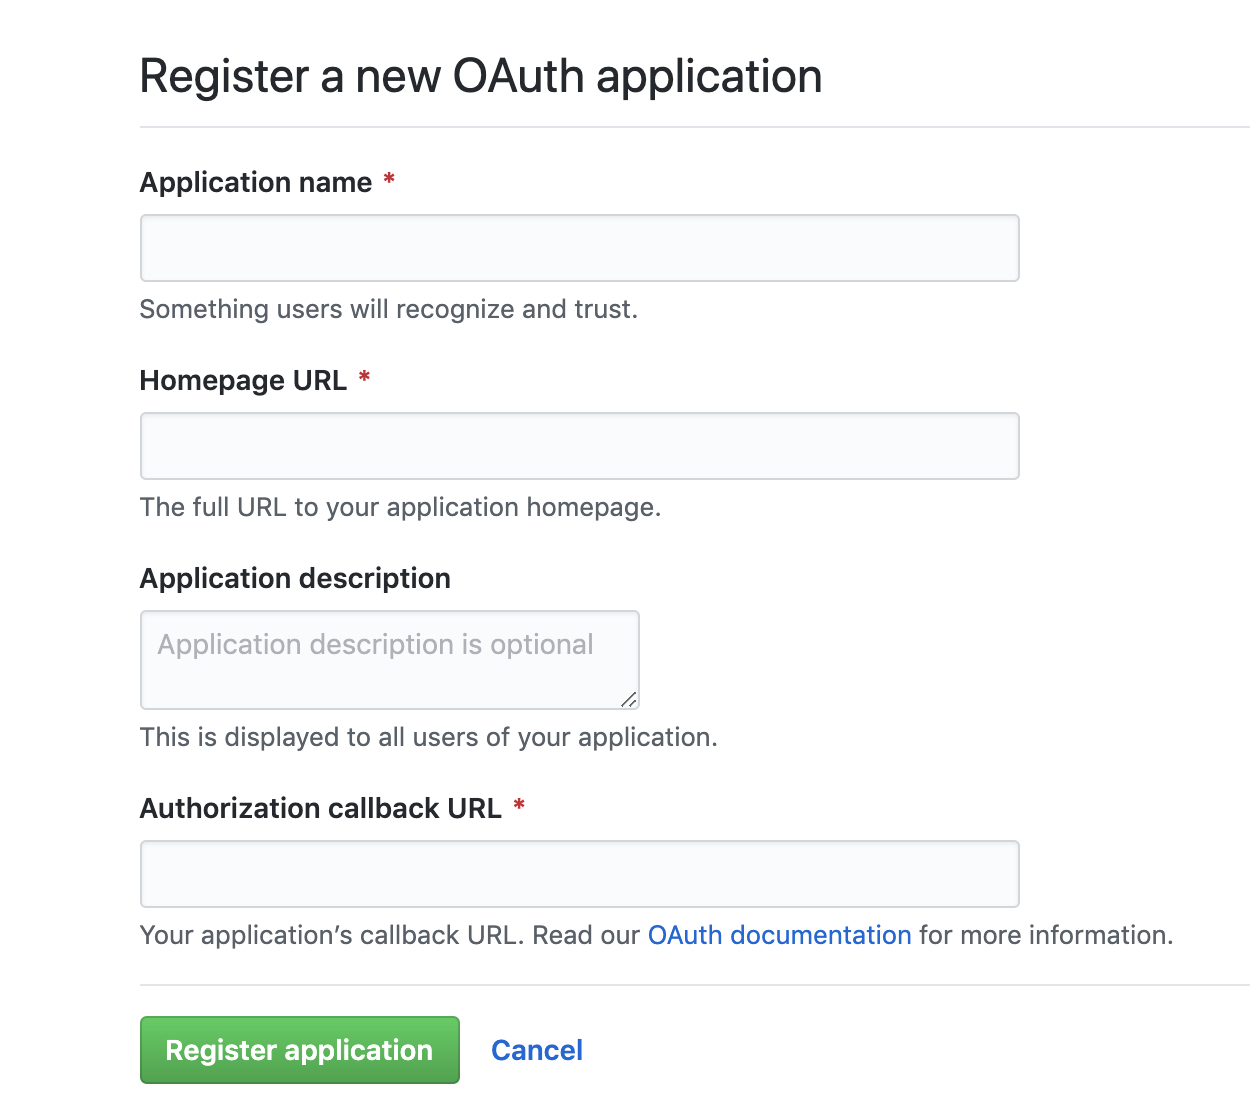 Register a new OAuth application
Application name *
Something users will recognize and trust.
Homepage URL *
The full URL to your application homepage.
Application description
Application description is optional
This is displayed to all users of your application.
Authorization callback URL *
Your application’s callback URL. Read our OAuth documentation for more information.
Register application Cancel